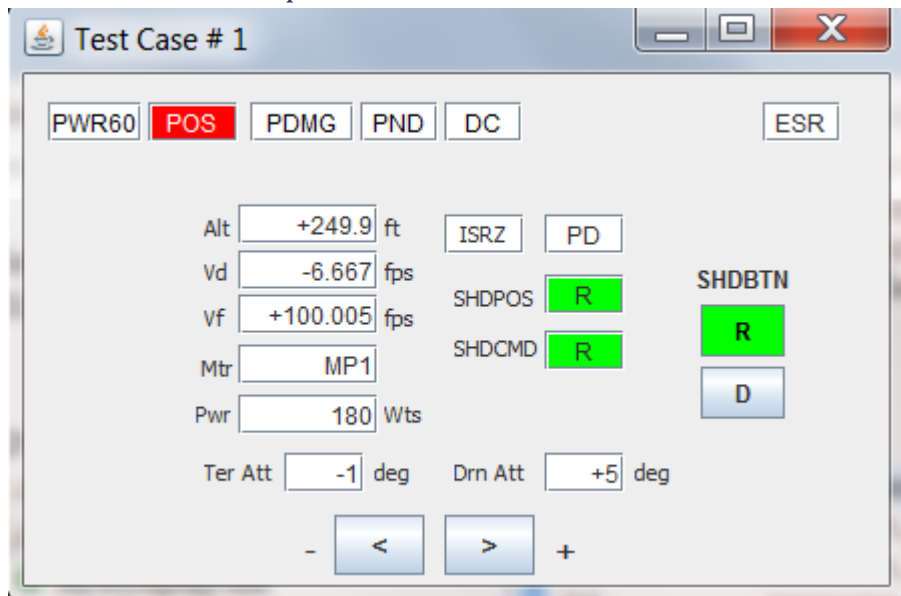 Test Case # 1
PWR60 POS PDMG PND DC ESR
Alt +249.9 ft ISRZ PD
Vd -6.667 fps SHDPOS R SHDBTN
Vf +100.005 fps SHDCMD R R
Mtr MP1 D
Pwr 180 Wts
Ter Att -1 deg Drn Att +5 deg
- < > +